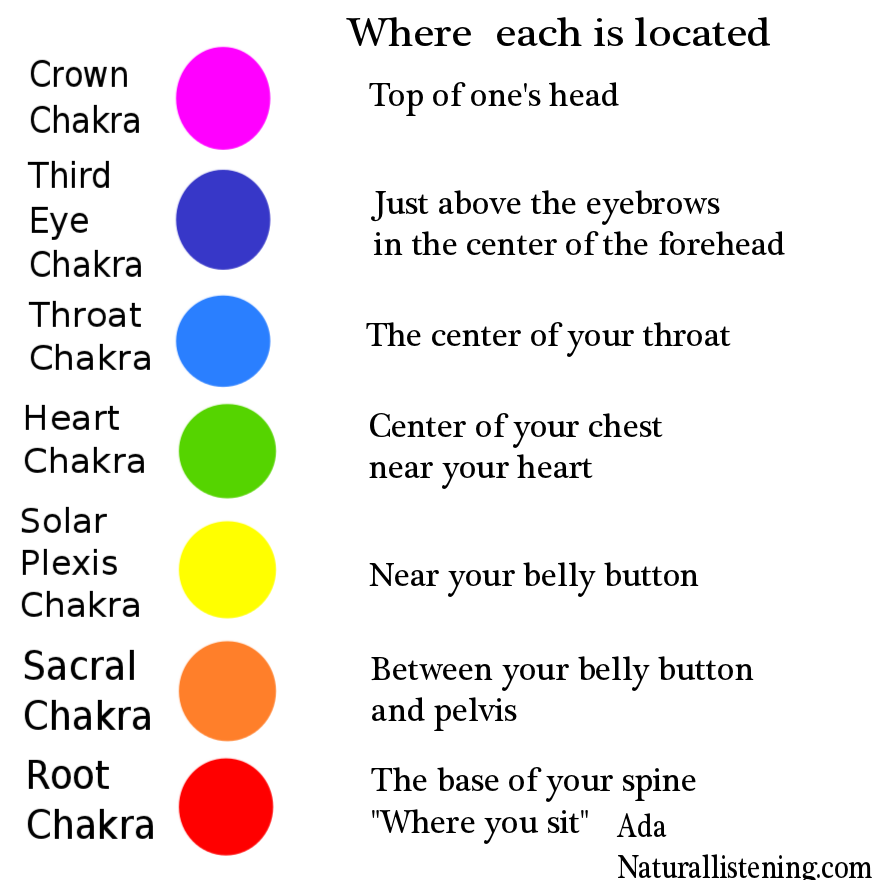 Where each is located
Crown
Chakra
Top of one's head
Third
Eye
Chakra
Just above the eyebrows
in the center of the forehead
Throat
Chakra
The center of your throat
Heart
Chakra
Center of your chest
near your heart
Solar
Plexis
Chakra
Near your belly button
Sacral
Chakra
Between your belly button
and pelvis
Root
Chakra
The base of your spine
"Where you sit"
Ada
Naturallistening.com